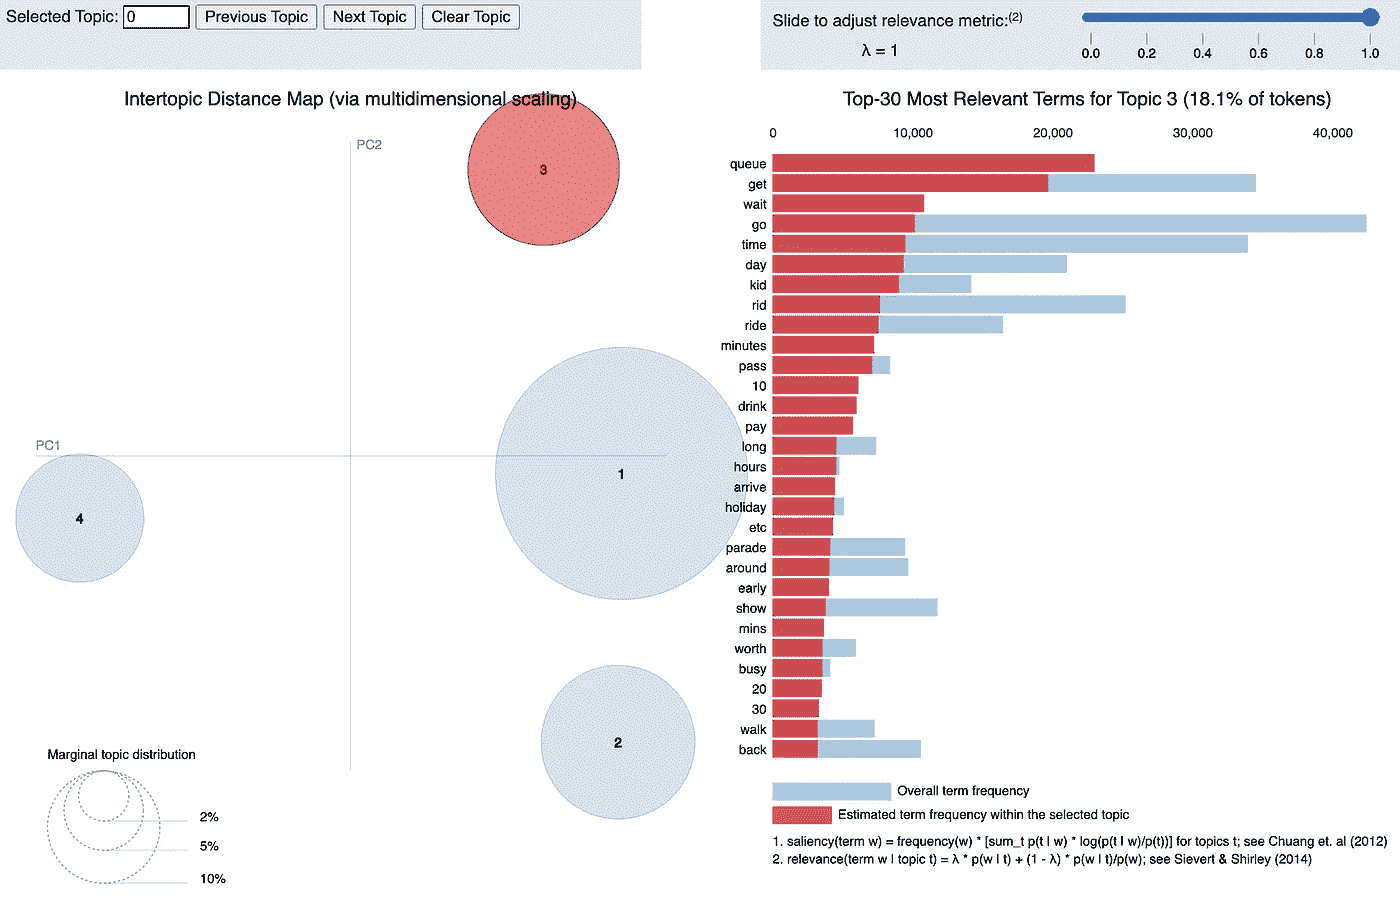 Selected Topic: 0 Previous Topic Next Topic Clear Topic
Slide to adjust relevance metric:(2)
λ = 1
0.0 0.2 0.4 0.6 0.8 1.0
Intertopic Distance Map (via multidimensional scaling)
PC2
PC1
3
1
4
2
Marginal topic distribution
2%
5%
10%
Top-30 Most Relevant Terms for Topic 3 (18.1% of tokens)
0 10,000 20,000 30,000 40,000
queue
get
wait
go
time
day
kid
rid
ride
minutes
pass
10
drink
pay
long
hours
arrive
holiday
etc
parade
around
early
show
mins
worth
busy
20
30
walk
back
Overall term frequency
Estimated term frequency within the selected topic
1. saliency(term w) = frequency(w) * [sum_t p(t | w) * log(p(t | w)/p(t))] for topics t; see Chuang et. al (2012)
2. relevance(term w | topic t) = λ * p(w | t) + (1 - λ) * p(w | t)/p(w); see Sievert & Shirley (2014)